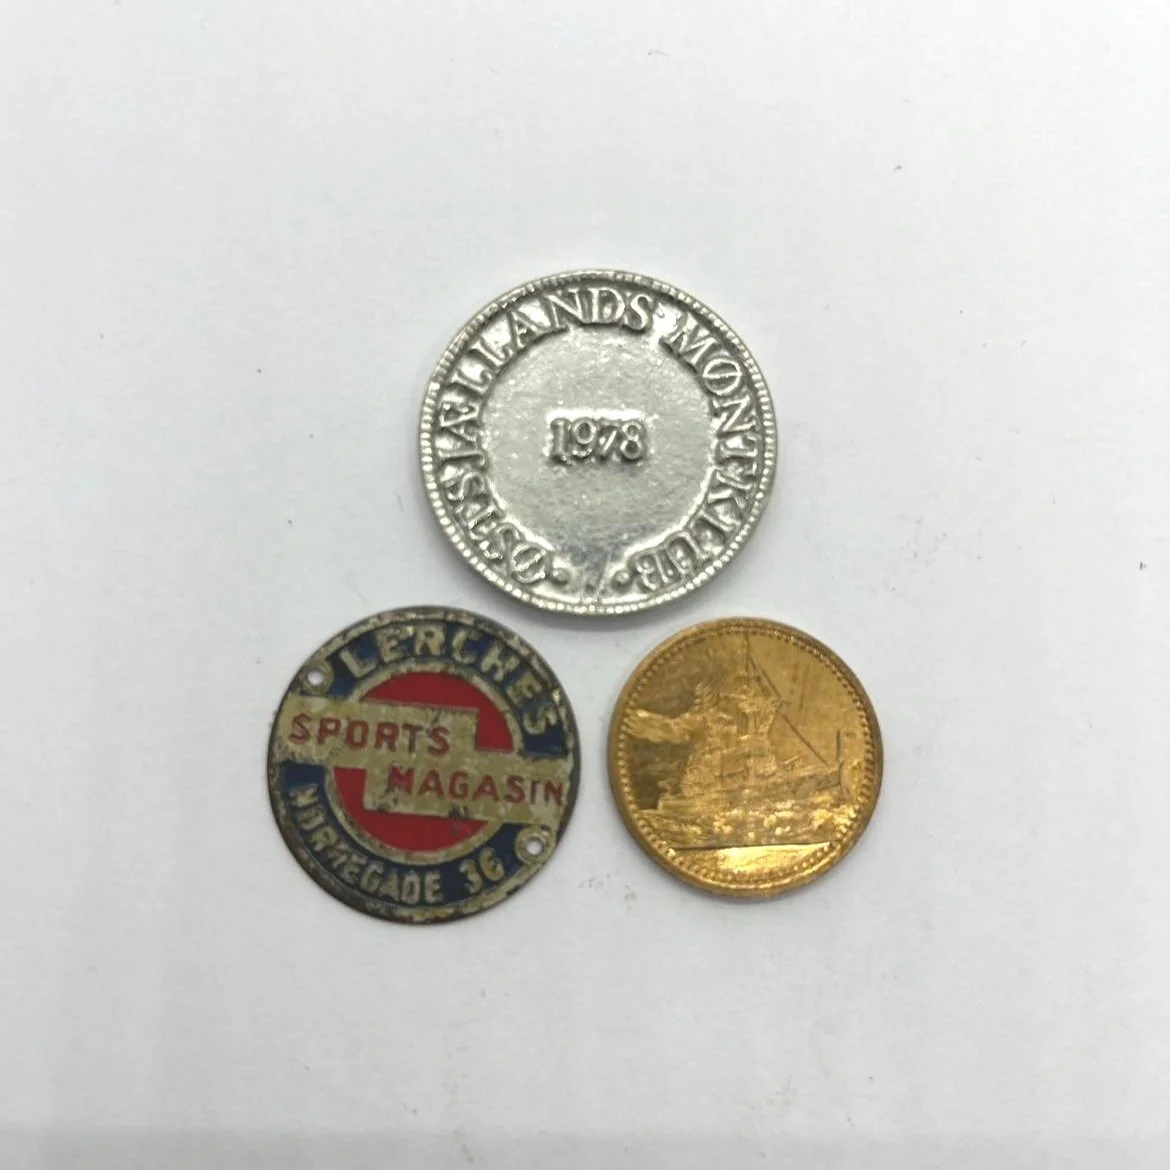 ØSTSJÆLLANDS MØNTKLUB
1978
LERCHES
SPORTS
MAGASIN
NØRREGADE 36